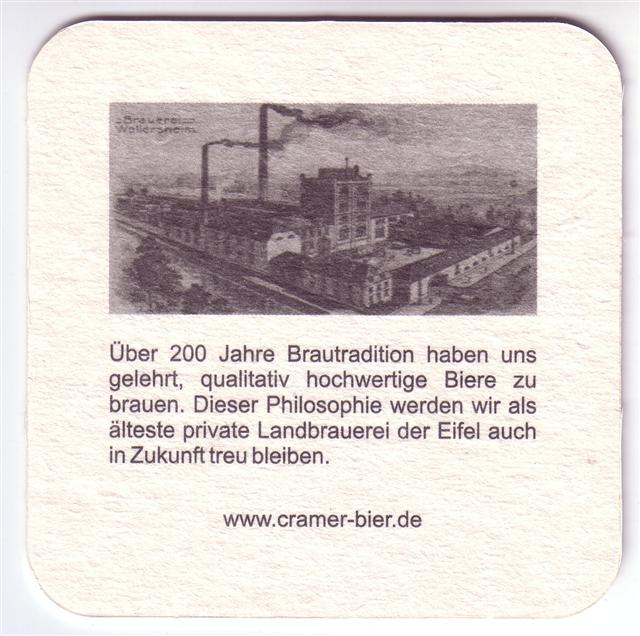 Brauerei
Wollersheim
Über 200 Jahre Brautradition haben uns
gelehrt, qualitativ hochwertige Biere zu
brauen. Dieser Philosophie werden wir als
älteste private Landbrauerei der Eifel auch
in Zukunft treu bleiben.
www.cramer-bier.de